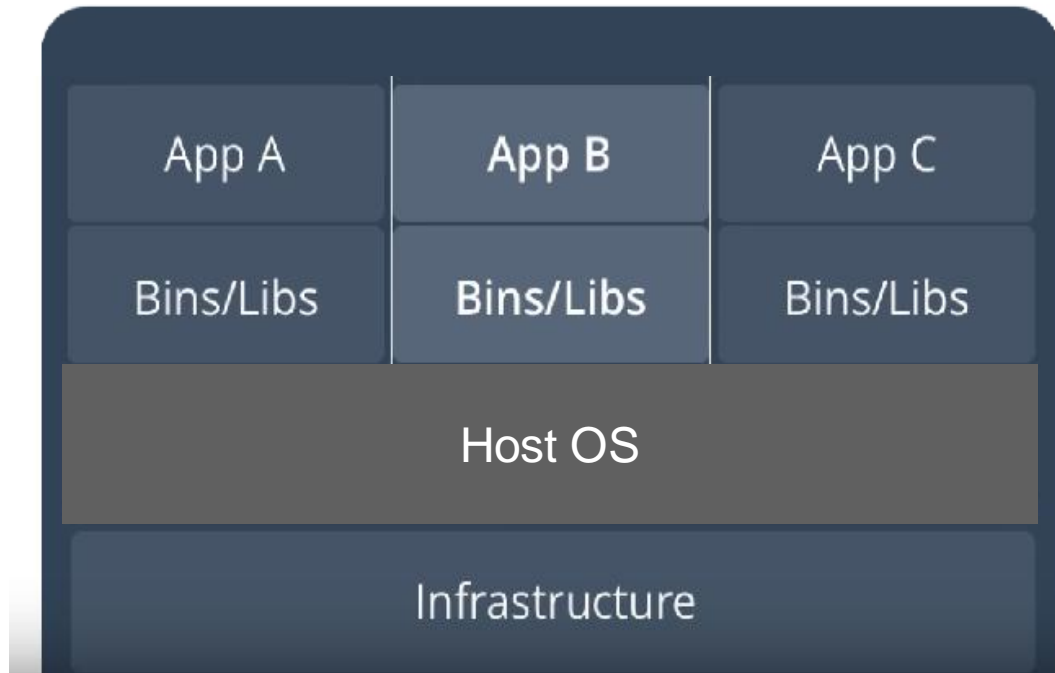 App A
App B
App C
Bins/Libs
Bins/Libs
Bins/Libs
Host OS
Infrastructure